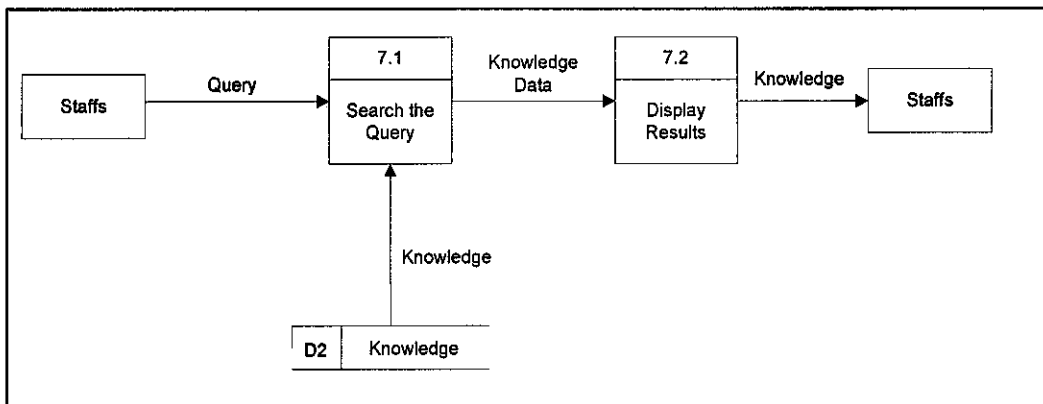 Staffs
Query
7.1
Search the
Query
Knowledge
Data
7.2
Display
Results
Knowledge
Staffs
Knowledge
D2
Knowledge